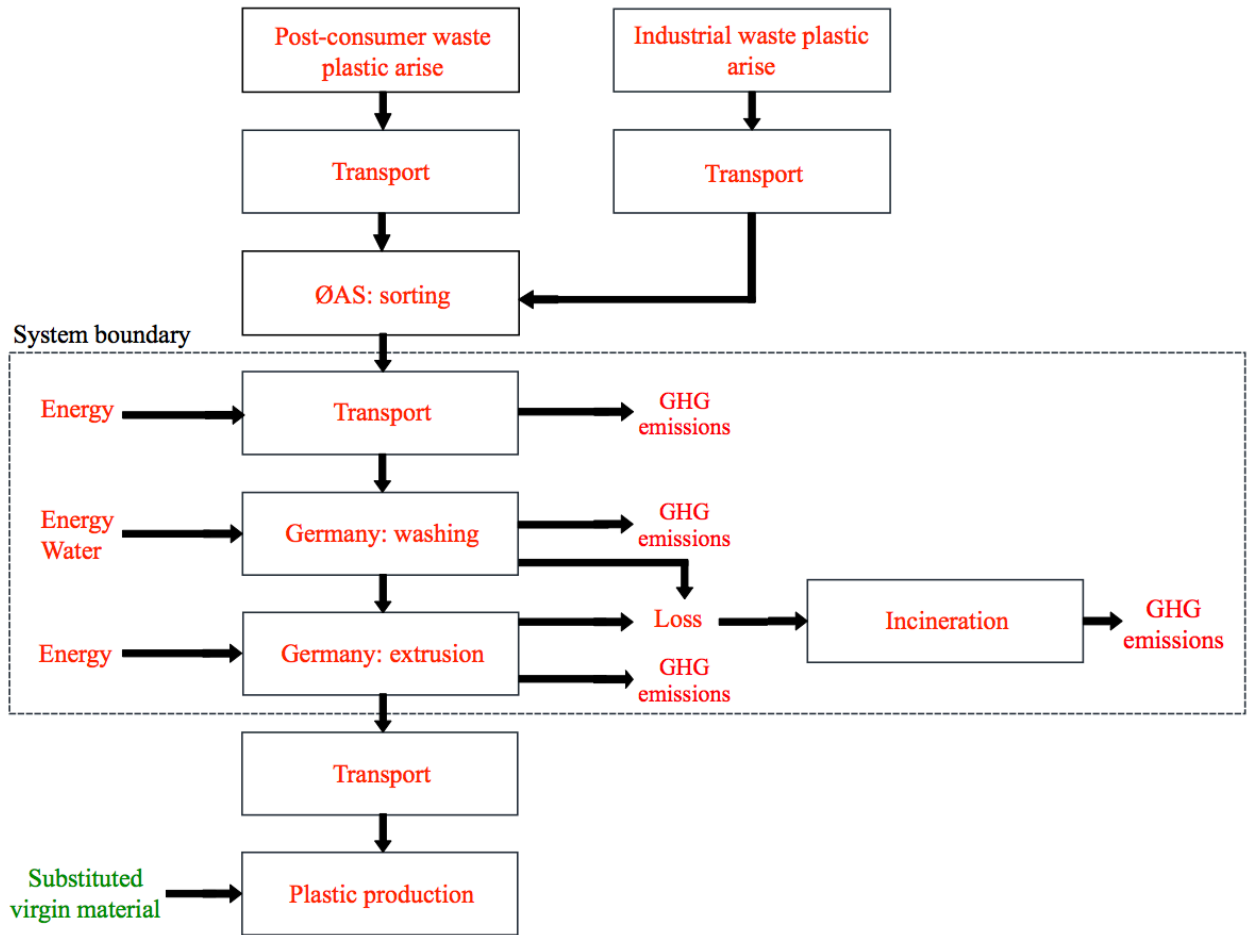 Post-consumer waste
plastic arise
Industrial waste plastic
arise
Transport
Transport
ØAS: sorting
System boundary
Energy
Transport
GHG
emissions
Energy
Water
Germany: washing
GHG
emissions
Energy
Germany: extrusion
Loss
GHG
emissions
Incineration
GHG
emissions
Transport
Substituted
virgin material
Plastic production